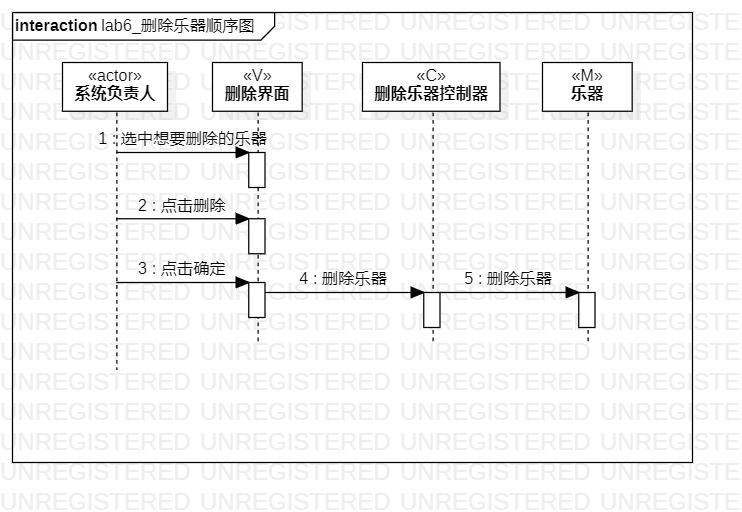 interaction lab6_删除乐器顺序图
«actor» «V» «C» «M»
系统负责人 删除界面 删除乐器控制器 乐器
1 : 选中想要删除的乐器
2 : 点击删除
3 : 点击确定
4 : 删除乐器 5 : 删除乐器
UNREGISTERED UNREGISTERED UNREGISTERED UNREGISTERED